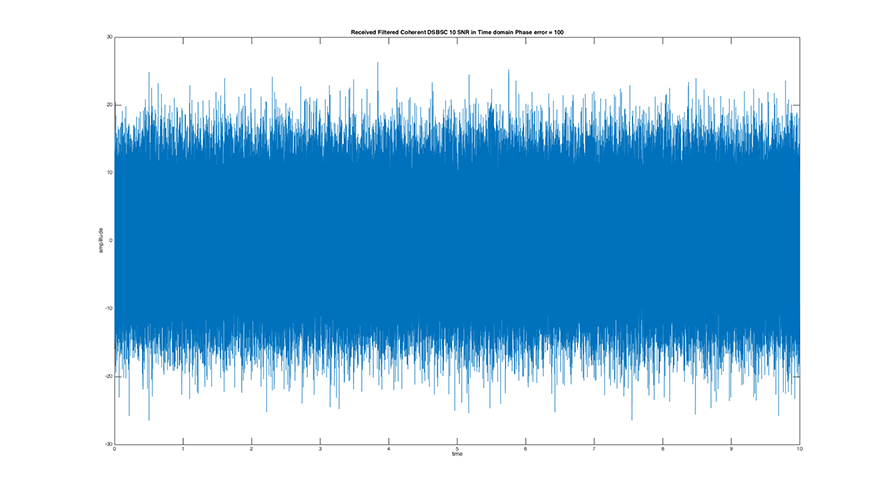 Received Filtered Coherent DSBSC 10 SNR in Time domain Phase error = 100
30
20
10
0
-10
-20
-30
amplitude
0 1 2 3 4 5 6 7 8 9 10
time